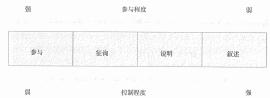 强 参与程度 弱
参与 征询 说明 叙述
弱 控制程度 强